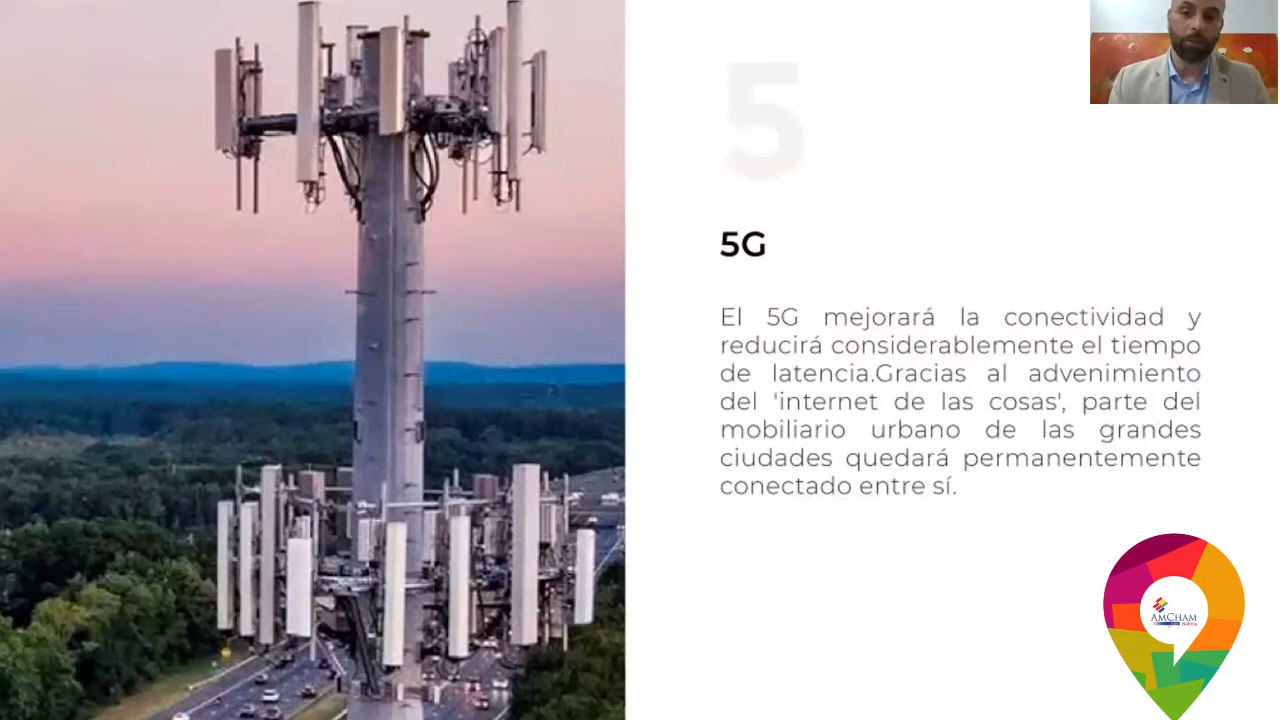 5
5G
El 5G mejorará la conectividad y
reducirá considerablemente el tiempo
de latencia.Gracias al advenimiento
del 'internet de las cosas', parte del
mobiliario urbano de las grandes
ciudades quedará permanentemente
conectado entre sí.
AMCHAM
Bolivia